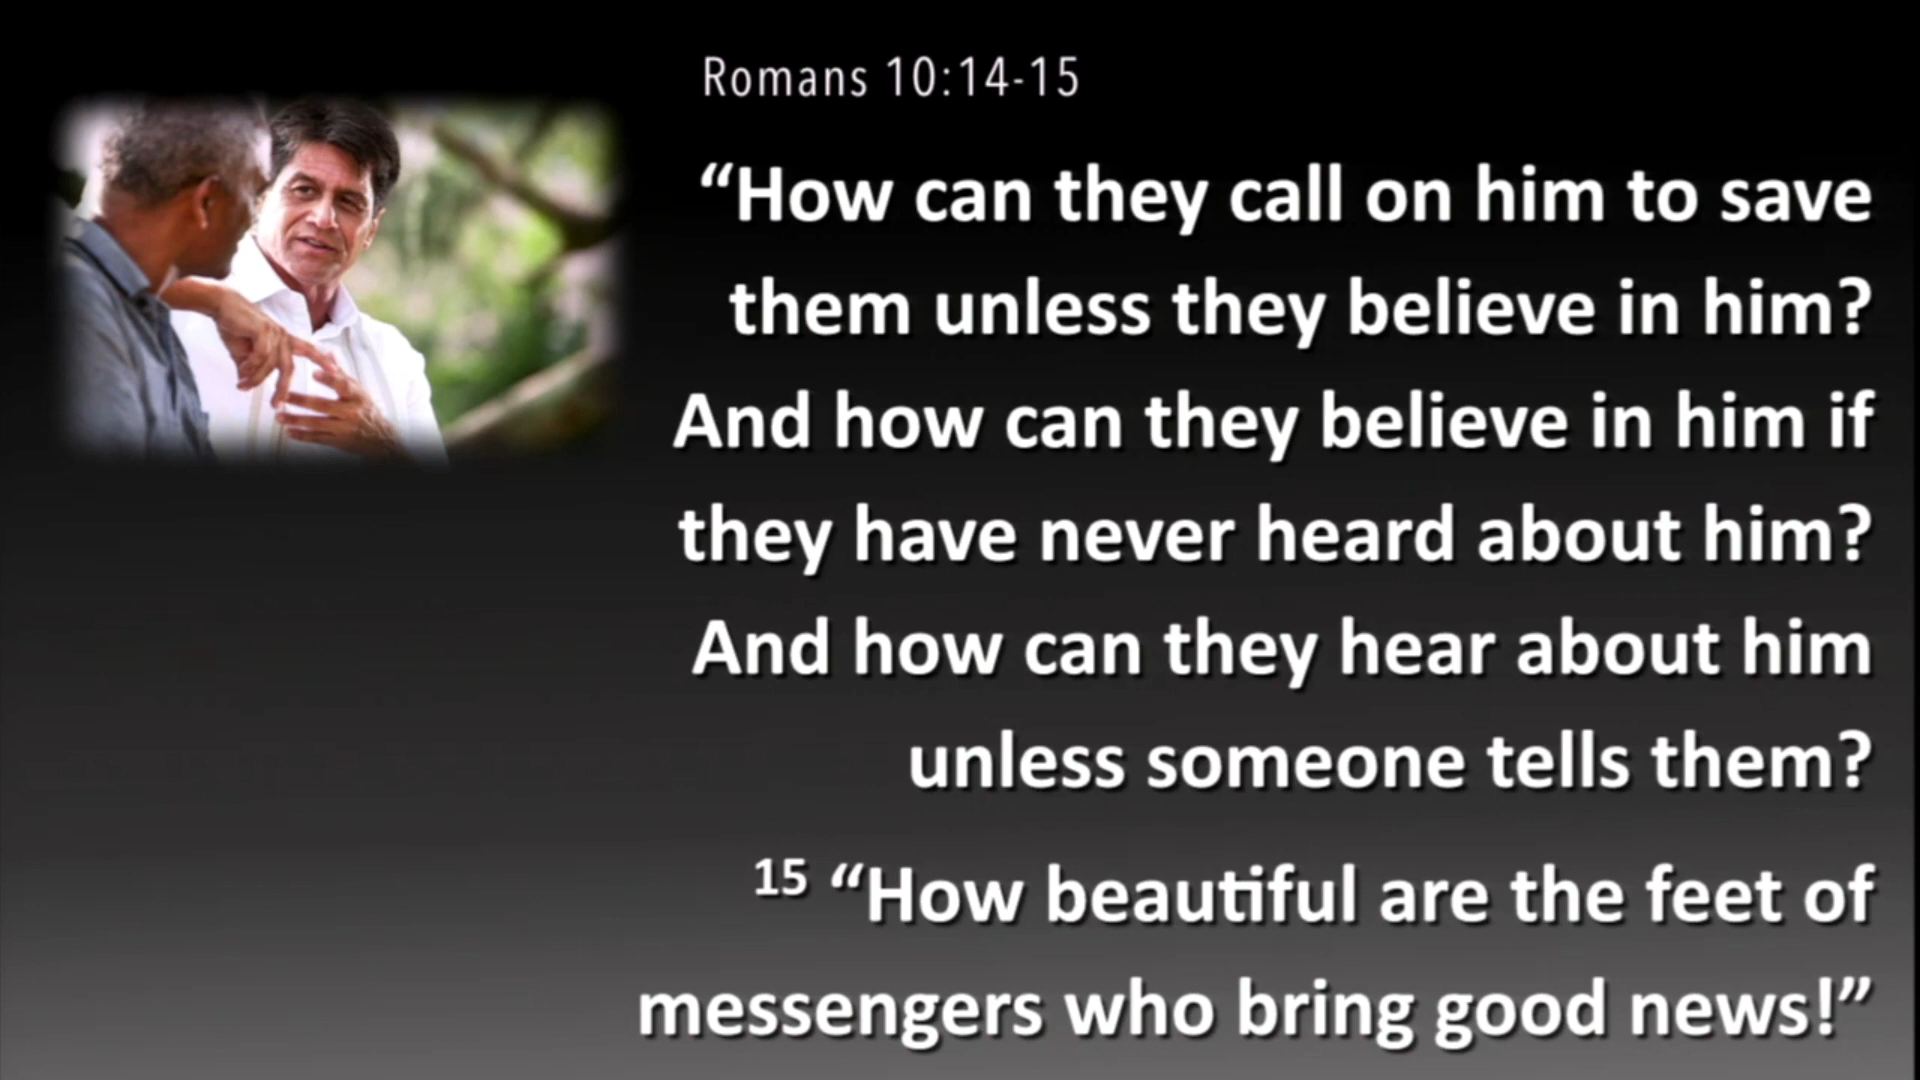 Romans 10:14-15
“How can they call on him to save
them unless they believe in him?
And how can they believe in him if
they have never heard about him?
And how can they hear about him
unless someone tells them?
15 “How beautiful are the feet of
messengers who bring good news!”